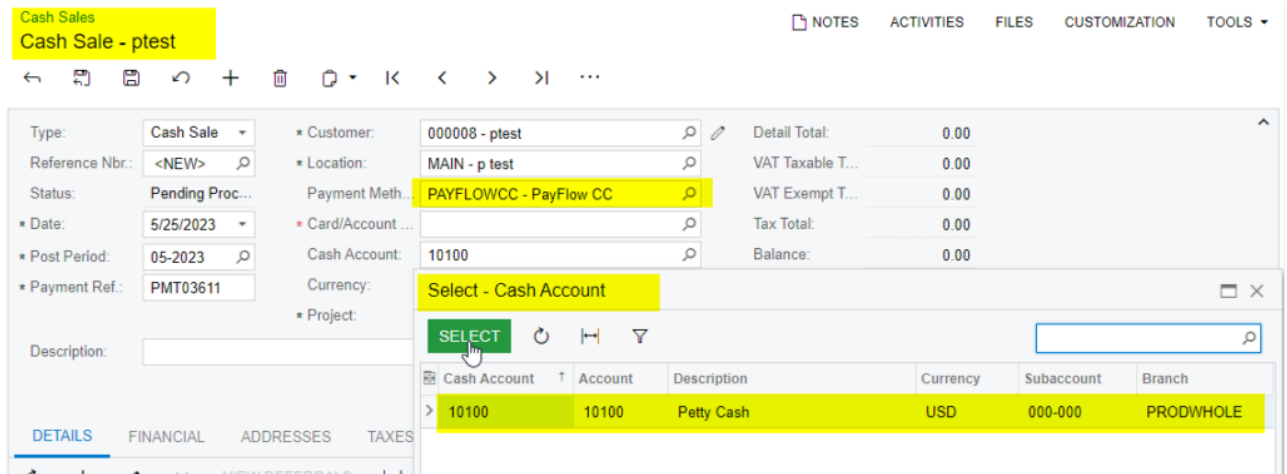 Cash Sales
Cash Sale - ptest
NOTES ACTIVITIES FILES CUSTOMIZATION TOOLS
Type: Cash Sale * Customer: 000008 - ptest Detail Total: 0.00
Reference Nbr.: <NEW> * Location: MAIN - p test VAT Taxable T... 0.00
Status: Pending Proc... Payment Meth... PAYFLOWCC - PayFlow CC VAT Exempt T... 0.00
* Date: 5/25/2023 * Card/Account ... Tax Total: 0.00
* Post Period: 05-2023 Cash Account: 10100 Balance: 0.00
* Payment Ref.: PMT03611 Currency:
* Project:
Description:
Select - Cash Account
SELECT
Cash Account Account Description Currency Subaccount Branch
10100 10100 Petty Cash USD 000-000 PRODWHOLE
DETAILS FINANCIAL ADDRESSES TAXES